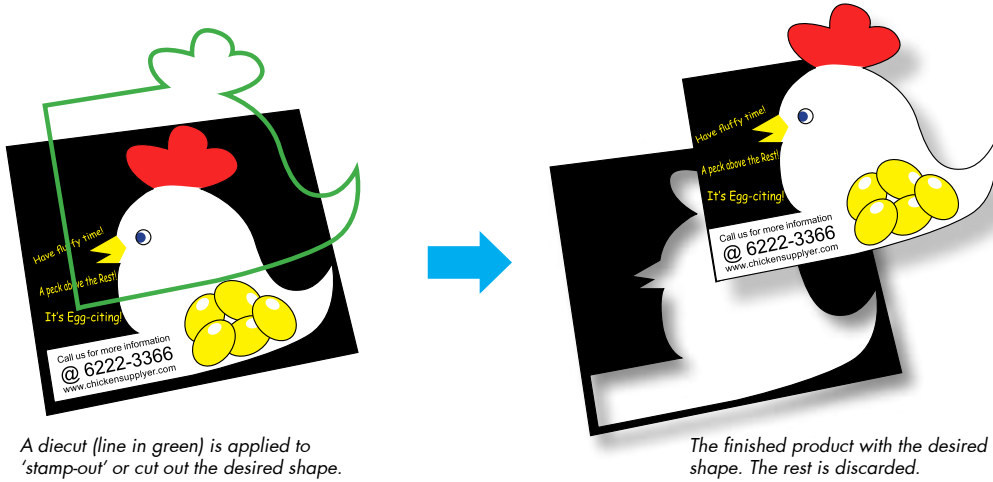 Have fluffy time!
A peck above the Rest!
It's Egg-citing!
Call us for more information
@ 6222-3366
www.chickensupplyer.com
A diecut (line in green) is applied to
‘stamp-out’ or cut out the desired shape.
Have fluffy time!
A peck above the Rest!
It's Egg-citing!
Call us for more information
@ 6222-3366
www.chickensupplyer.com
The finished product with the desired
shape. The rest is discarded.